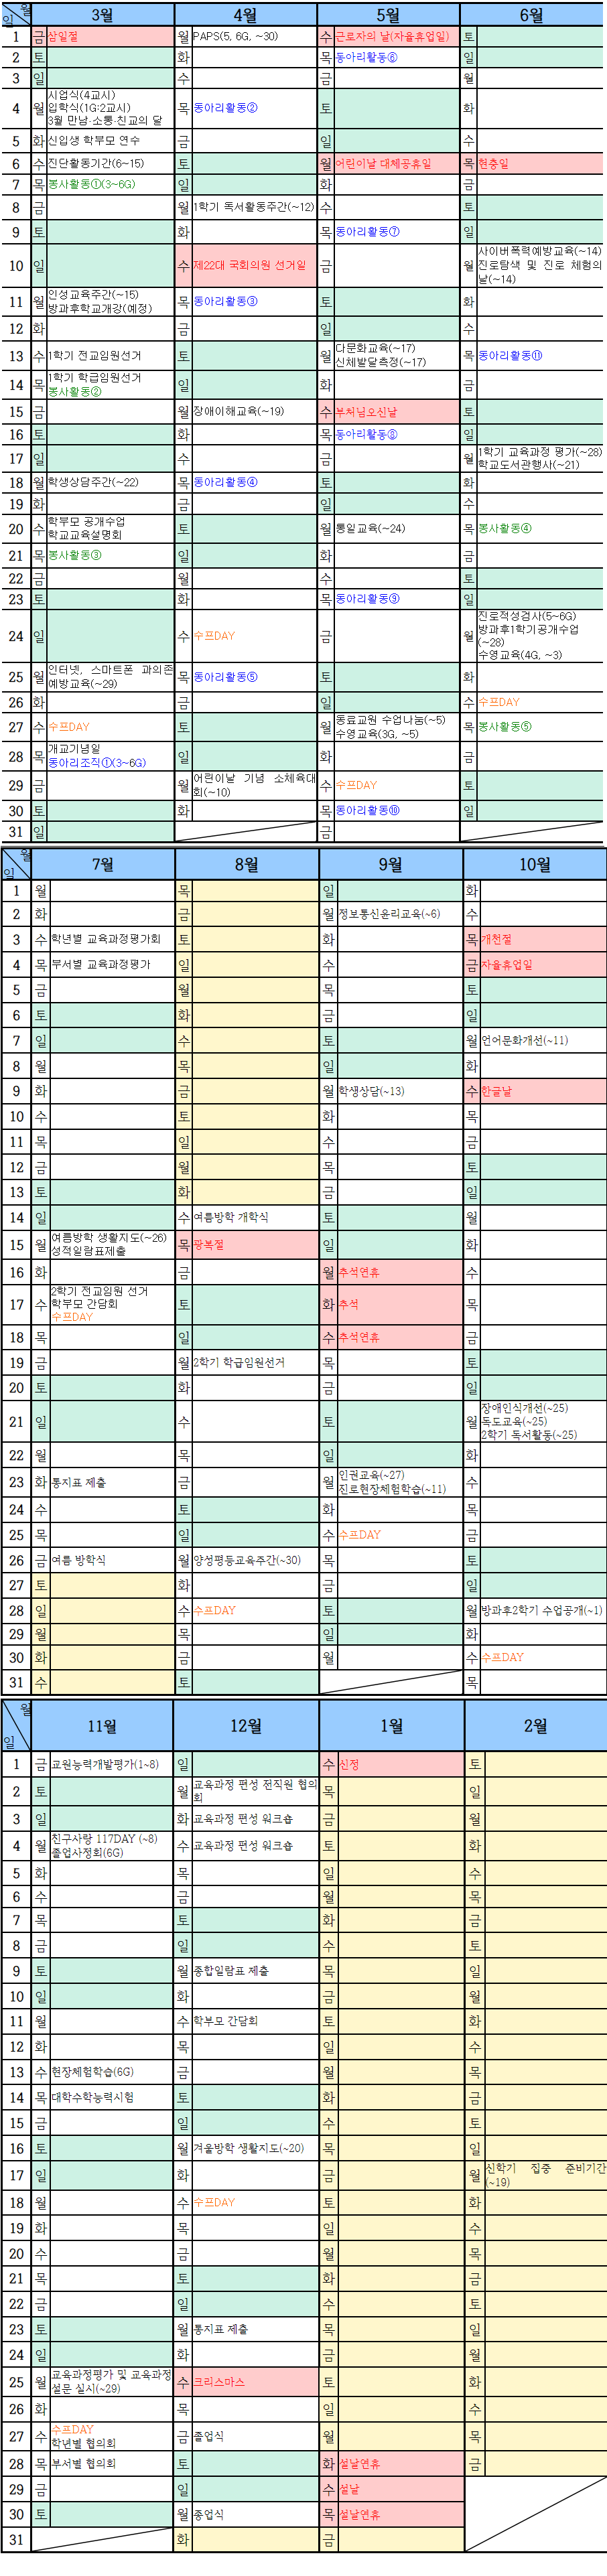 월
일
3월 4월 5월 6월
1 금 삼일절 월 PAPS(5, 6G, ~30) 수 근로자의 날(자율휴업일) 토
2 토 화 목 동아리활동⑥ 일
3 일 수 금 월
4 월 시업식(4교시)
입학식(1G:2교시)
3월 만남·소통·친교의 달 목 동아리활동② 토 화
5 화 신입생 학부모 연수 금 일 수
6 수 진단활동기간(6~15) 토 월 어린이날 대체공휴일 목 현충일
7 목 봉사활동①(3~6G) 일 화 금
8 금 월 1학기 독서활동주간(~12) 수 토
9 토 화 목 동아리활동⑦ 일
10 일 수 제22대 국회의원 선거일 금 월 사이버폭력예방교육(~14)
진로탐색 및 진로 체험의
날(~14)
11 월 인성교육주간(~15)
방과후학교개강(예정) 목 동아리활동③ 토 화
12 화 금 일 수
13 수 1학기 전교임원선거 토 월 다문화교육(~17)
신체발달측정(~17) 목 동아리활동⑪
14 목 1학기 학급임원선거
봉사활동② 일 화 금
15 금 월 장애이해교육(~19) 수 부처님오신날 토
16 토 화 목 동아리활동⑧ 일
17 일 수 금 월 1학기 교육과정 평가(~28)
학교도서관행사(~21)
18 월 학생상담주간(~22) 목 동아리활동④ 토 화
19 화 금 일 수
20 수 학부모 공개수업
학교교육설명회 토 월 통일교육(~24) 목 봉사활동④
21 목 봉사활동③ 일 화 금
22 금 월 수 토
23 토 화 목 동아리활동⑨ 일
24 일 수 수프DAY 금 월 진로적성검사(5~6G)
방과후1학기공개수업
(~28)
수영교육(4G, ~3)
25 월 인터넷, 스마트폰 과의존
예방교육(~29) 목 동아리활동⑤ 토 화
26 화 금 일 수 수프DAY
27 수 수프DAY 토 월 동료교원 수업나눔(~5)
수영교육(3G, ~5) 목 봉사활동⑤
28 목 개교기념일
동아리조직①(3~6G) 일 화 금
29 금 월 어린이날 기념 소체육대
회(~10) 수 수프DAY 토
30 토 화 목 동아리활동⑩ 일
31 일 금
월
일
7월 8월 9월 10월
1 월 목 일 화
2 화 금 월 정보통신윤리교육(~6) 수
3 수 학년별 교육과정평가회 토 화 목 개천절
4 목 부서별 교육과정평가 일 수 금 자율휴업일
5 금 월 목 토
6 토 화 금 일
7 일 수 토 월 언어문화개선(~11)
8 월 목 일 화
9 화 금 월 학생상담(~13) 수 한글날
10 수 토 화 목
11 목 일 수 금
12 금 월 목 토
13 토 화 금 일
14 일 수 여름방학 개학식 토 월
15 월 여름방학 생활지도(~26)
성적일람표제출 목 광복절 일 화
16 화 금 월 추석연휴 수
17 수 2학기 전교임원 선거
학부모 간담회
수프DAY 토 화 추석 목
18 목 일 수 추석연휴 금
19 금 월 2학기 학급임원선거 목 토
20 토 화 금 일
21 일 수 토 월 장애인식개선(~25)
독도교육(~25)
2학기 독서활동(~25)
22 월 목 일 화
23 화 통지표 제출 금 월 인권교육(~27)
진로현장체험학습(~11) 수
24 수 토 화 목
25 목 일 수 수프DAY 금
26 금 여름 방학식 월 양성평등교육주간(~30) 목 토
27 토 화 금 일
28 일 수 수프DAY 토 월 방과후2학기 수업공개(~1)
29 월 목 일 화
30 화 금 월 수 수프DAY
31 수 토 목
월
일
11월 12월 1월 2월
1 금 교원능력개발평가(1~8) 일 수 신정 토
2 토 월 교육과정 편성 전직원 협의
회 목 일
3 일 화 교육과정 편성 워크숍 금 월
4 월 친구사랑 117DAY (~8)
졸업사정회(6G) 수 교육과정 편성 워크숍 토 화
5 화 목 일 수
6 수 금 월 목
7 목 토 화 금
8 금 일 수 토
9 토 월 종합일람표 제출 목 일
10 일 화 금 월
11 월 수 학부모 간담회 토 화
12 화 목 일 수
13 수 현장체험학습(6G) 금 월 목
14 목 대학수학능력시험 토 화 금
15 금 일 수 토
16 토 월 겨울방학 생활지도(~20) 목 일
17 일 화 금 월 신학기 집중 준비기간
(~19)
18 월 수 수프DAY 토 화
19 화 목 일 수
20 수 금 월 목
21 목 토 화 금
22 금 일 수 토
23 토 월 통지표 제출 목 일
24 일 화 금 월
25 월 교육과정평가 및 교육과정
설문 실시(~29) 수 크리스마스 토 화
26 화 목 일 수
27 수 수프DAY
학년별 협의회 금 졸업식 월 목
28 목 부서별 협의회 토 화 설날연휴 금
29 금 일 수 설날
30 토 월 종업식 목 설날연휴
31 화 금